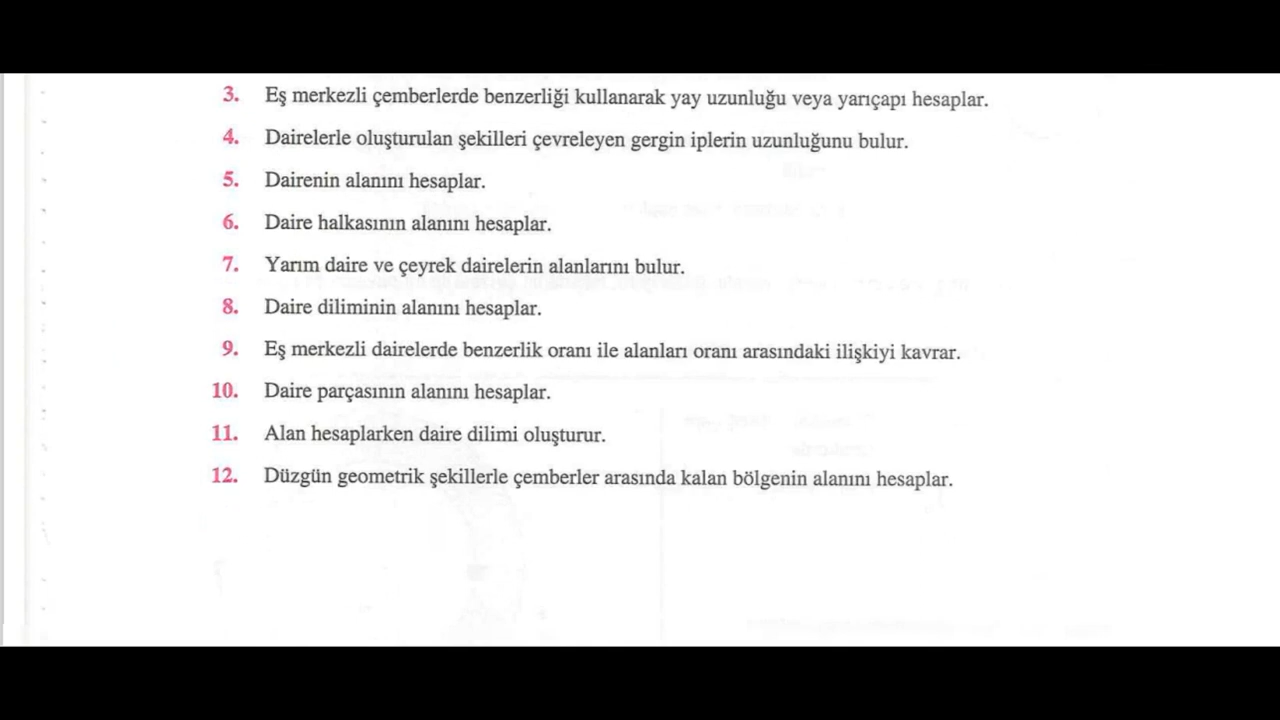 3. Eş merkezli çemberlerde benzerliği kullanarak yay uzunluğu veya yarıçapı hesaplar.
4. Dairelerle oluşturulan şekilleri çevreleyen gergin iplerin uzunluğunu bulur.
5. Dairenin alanını hesaplar.
6. Daire halkasının alanını hesaplar.
7. Yarım daire ve çeyrek dairelerin alanlarını bulur.
8. Daire diliminin alanını hesaplar.
9. Eş merkezli dairelerde benzerlik oranı ile alanları oranı arasındaki ilişkiyi kavrar.
10. Daire parçasının alanını hesaplar.
11. Alan hesaplarken daire dilimi oluşturur.
12. Düzgün geometrik şekillerle çemberler arasında kalan bölgenin alanını hesaplar.